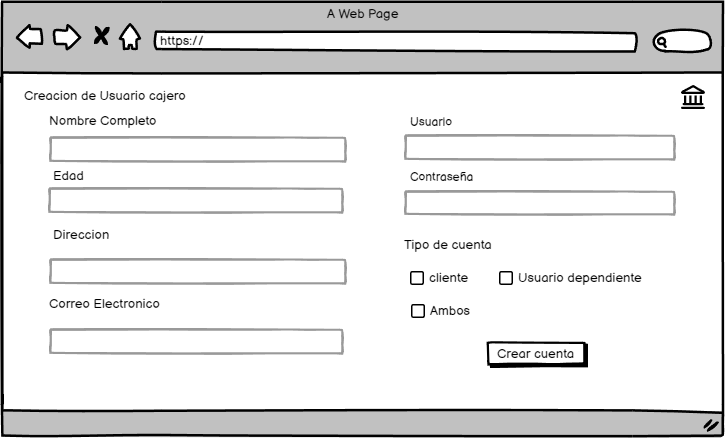 A Web Page
https://
Creacion de Usuario cajero
Nombre Completo
Edad
Direccion
Correo Electronico
Usuario
Contraseña
Tipo de cuenta
cliente
Usuario dependiente
Ambos
Crear cuenta